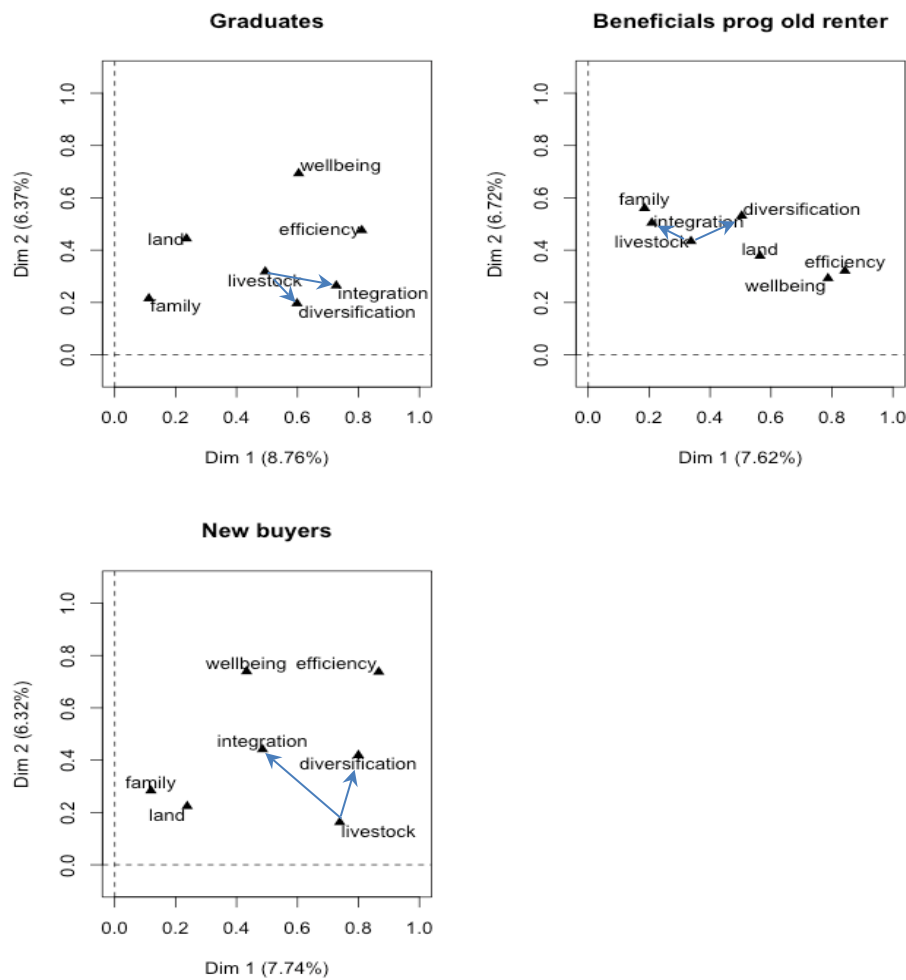 Graduates
Dim 2 (6.37%)
1.0
0.8
0.6
0.4
0.2
0.0
wellbeing
efficiency
land
livestock
integration
family
diversification
0.0 0.2 0.4 0.6 0.8 1.0
Dim 1 (8.76%)
Beneficials prog old renter
Dim 2 (6.72%)
1.0
0.8
0.6
0.4
0.2
0.0
family
diversification
integration
livestock
land
efficiency
wellbeing
0.0 0.2 0.4 0.6 0.8 1.0
Dim 1 (7.62%)
New buyers
Dim 2 (6.32%)
1.0
0.8
0.6
0.4
0.2
0.0
wellbeing efficiency
integration
diversification
family
land
livestock
0.0 0.2 0.4 0.6 0.8 1.0
Dim 1 (7.74%)